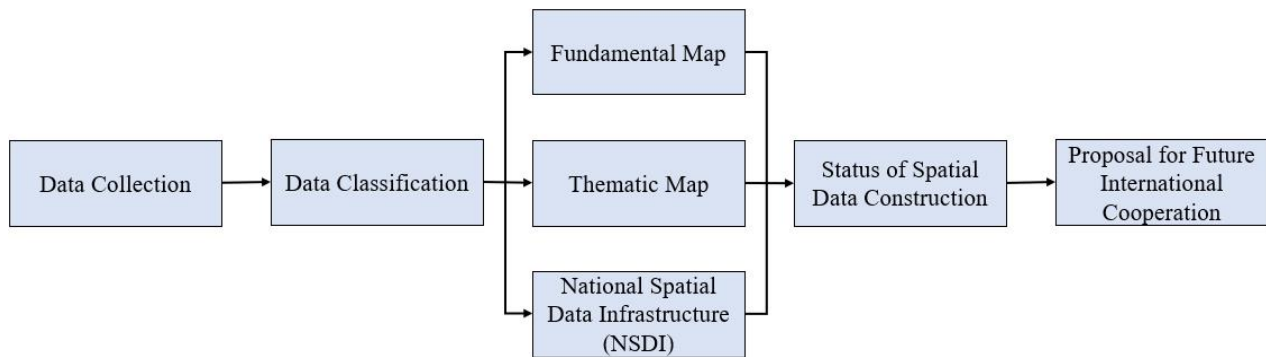 Data Collection
Data Classification
Fundamental Map
Thematic Map
National Spatial
Data Infrastructure
(NSDI)
Status of Spatial
Data Construction
Proposal for Future
International
Cooperation